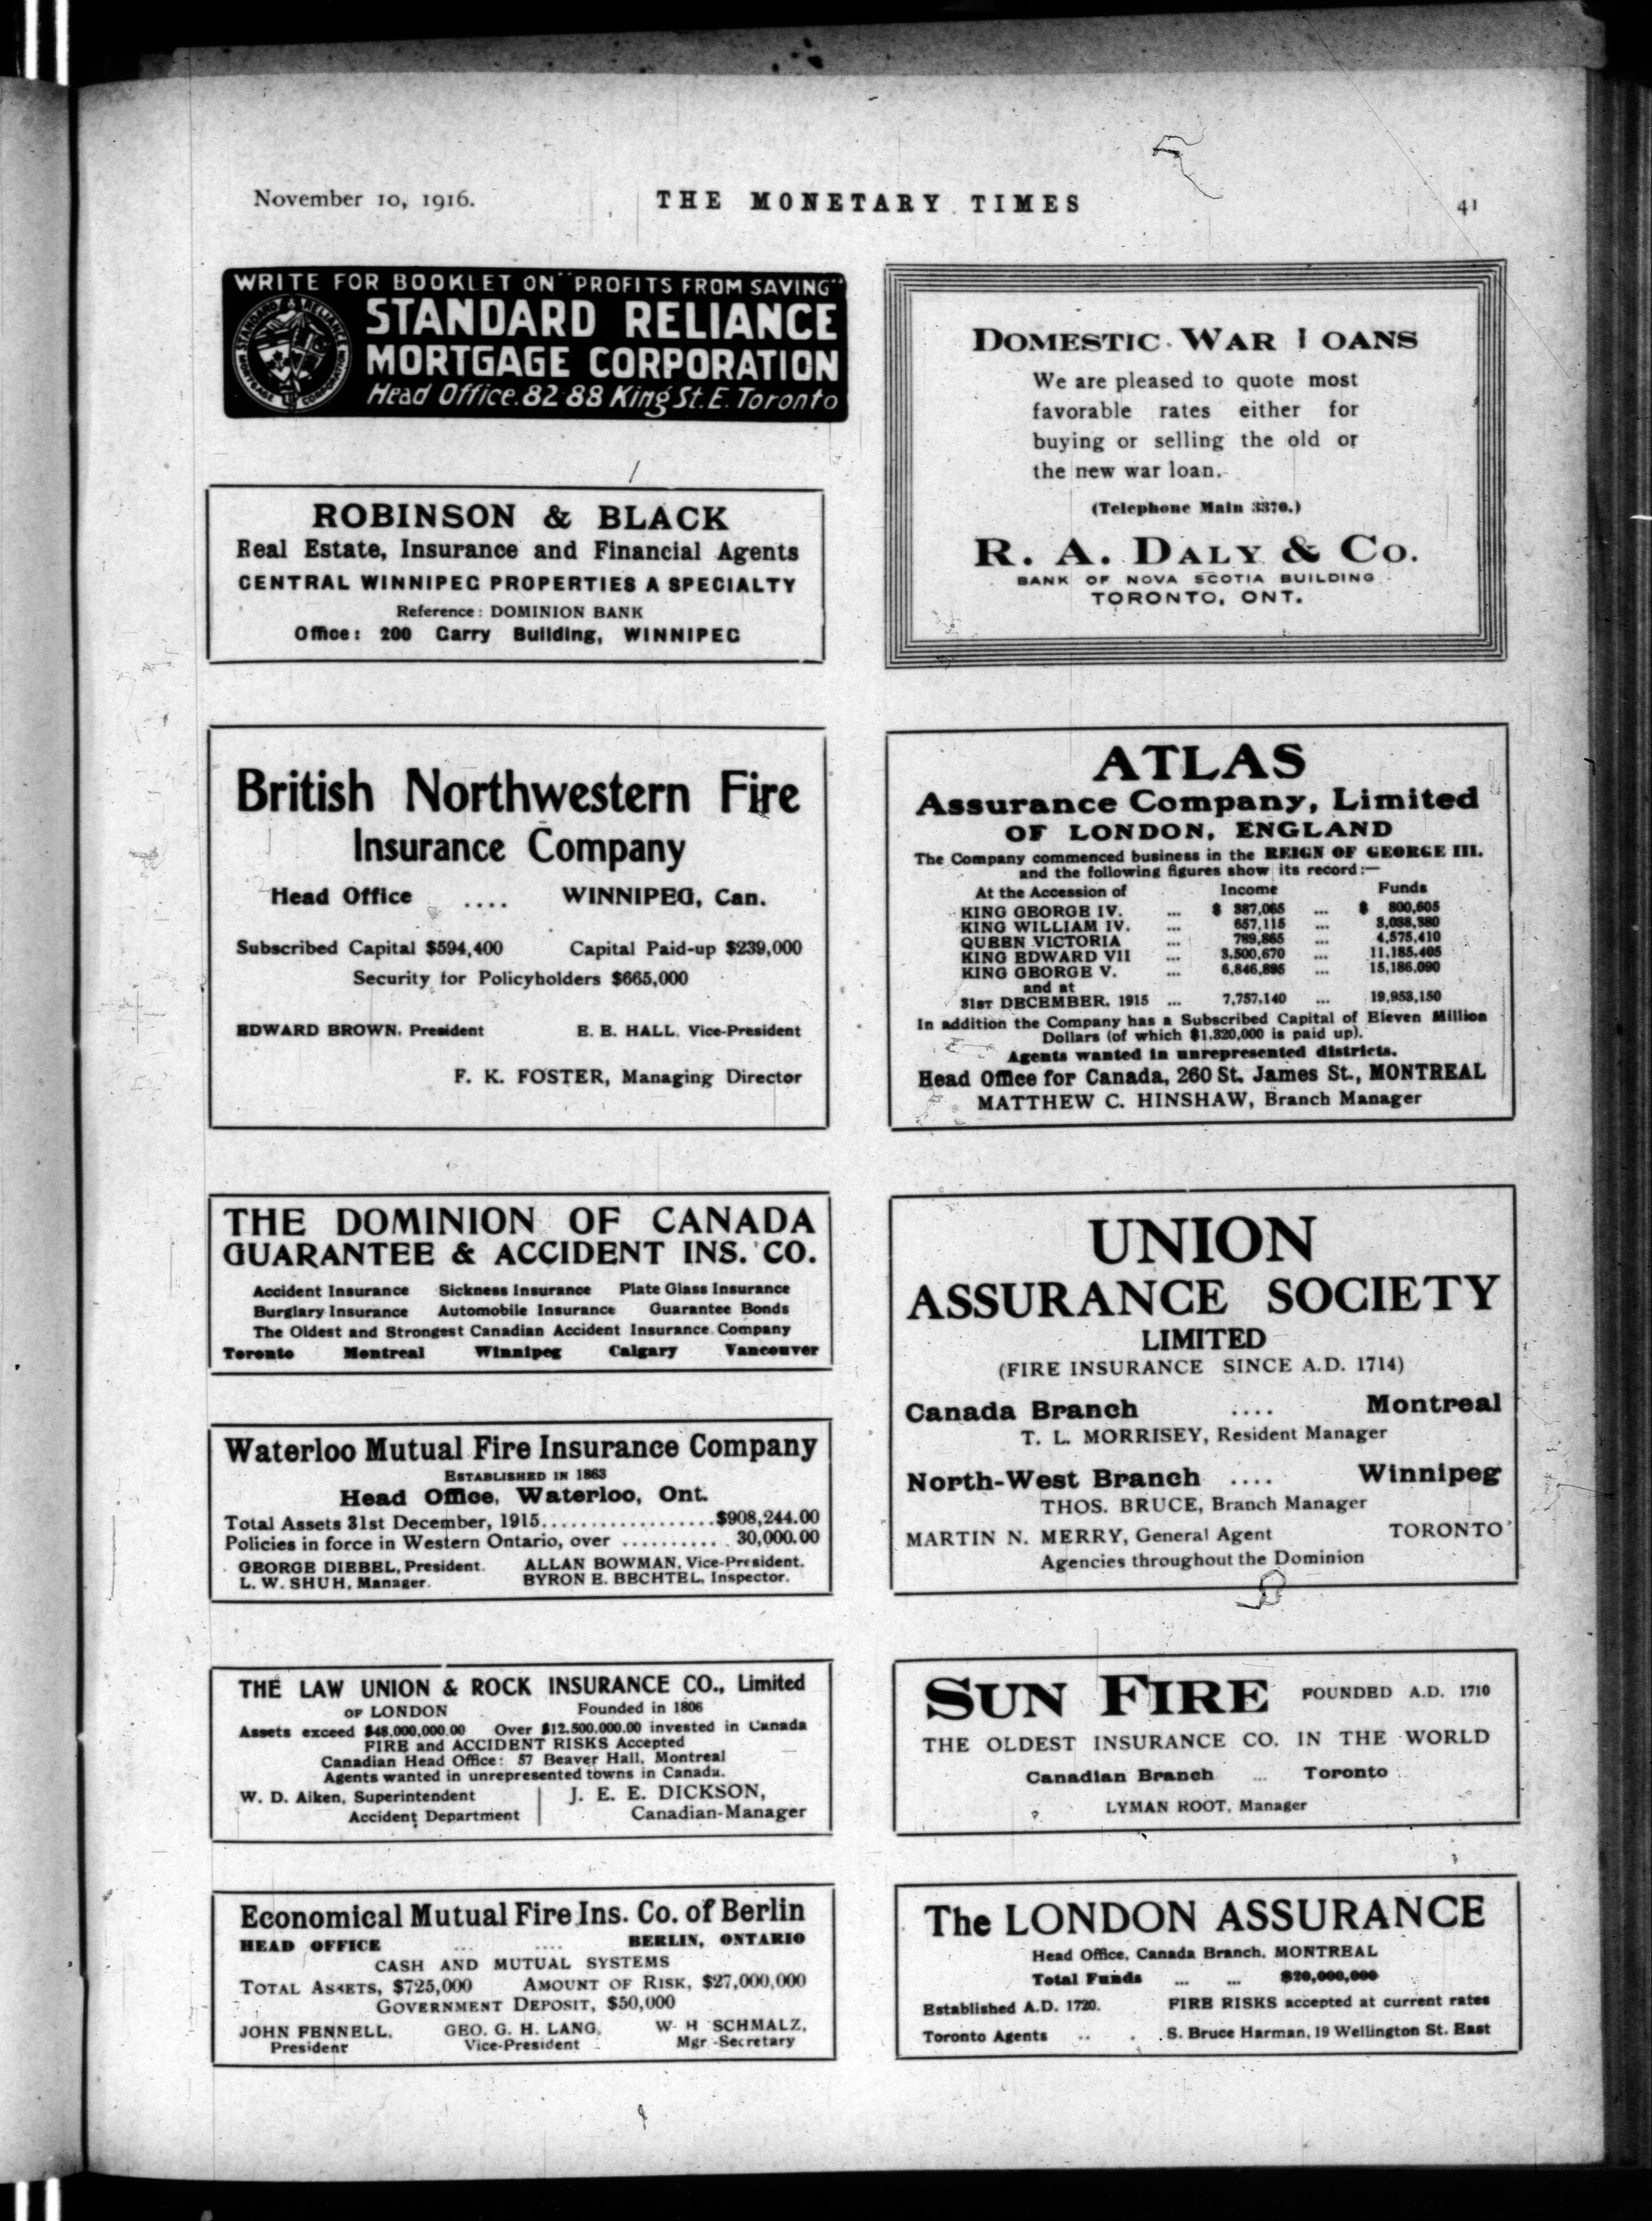 November 10, 1916.
THE MONETARY TIMES
41
WRITE FOR BOOKLET ON "PROFITS FROM SAVING"
STANDARD RELIANCE
MORTGAGE CORPORATION
Head Office. 82-88 King St. E. Toronto
STANDARD RELIANCE MORTGAGE CORPORATION
ROBINSON & BLACK
Real Estate, Insurance and Financial Agents
CENTRAL WINNIPEG PROPERTIES A SPECIALTY
Reference: DOMINION BANK
Office: 200 Garry Building, WINNIPEG
British Northwestern Fire
Insurance Company
Head Office .... WINNIPEG, Can.
Subscribed Capital $594,400 Capital Paid-up $239,000
Security for Policyholders $665,000
EDWARD BROWN, President E. E. HALL, Vice-President
F. K. FOSTER, Managing Director
THE DOMINION OF CANADA
GUARANTEE & ACCIDENT INS. CO.
Accident Insurance Sickness Insurance Plate Glass Insurance
Burglary Insurance Automobile Insurance Guarantee Bonds
The Oldest and Strongest Canadian Accident Insurance Company
Toronto Montreal Winnipeg Calgary Vancouver
Waterloo Mutual Fire Insurance Company
ESTABLISHED IN 1863
Head Office, Waterloo, Ont.
Total Assets 31st December, 1915..................$908,244.00
Policies in force in Western Ontario, over ........... 30,000.00
GEORGE DIEBEL, President. ALLAN BOWMAN, Vice-President.
L. W. SHUH, Manager. BYRON E. BECHTEL, Inspector.
THE LAW UNION & ROCK INSURANCE CO., Limited
OF LONDON Founded in 1806
Assets exceed $48,000,000.00 Over $12,500,000.00 invested in Canada
FIRE and ACCIDENT RISKS Accepted
Canadian Head Office: 57 Beaver Hall, Montreal
Agents wanted in unrepresented towns in Canada.
W. D. Aiken, Superintendent
Accident Department
J. E. E. DICKSON,
Canadian-Manager
Economical Mutual Fire Ins. Co. of Berlin
HEAD OFFICE ... .... BERLIN, ONTARIO
CASH AND MUTUAL SYSTEMS
TOTAL ASSETS, $725,000 AMOUNT OF RISK, $27,000,000
GOVERNMENT DEPOSIT, $50,000
JOHN FENNELL, GEO. G. H. LANG, W. H SCHMALZ,
President Vice-President Mgr-Secretary
DOMESTIC WAR LOANS
We are pleased to quote most
favorable rates either for
buying or selling the old or
the new war loan.
(Telephone Main 3370.)
R. A. DALY & CO.
BANK OF NOVA SCOTIA BUILDING
TORONTO, ONT.
ATLAS
Assurance Company, Limited
OF LONDON, ENGLAND
The Company commenced business in the REIGN OF GEORGE III.
and the following figures show its record:—
At the Accession of Income Funds
KING GEORGE IV. ... $ 387,065 ... $ 800,605
KING WILLIAM IV. ... 657,115 ... 3,038,380
QUEEN VICTORIA ... 789,865 ... 4,575,410
KING EDWARD VII ... 3,500,670 ... 11,185,405
KING GEORGE V. ... 6,846,895 ... 15,186,090
and at
31ST DECEMBER, 1915 ... 7,757,140 ... 19,953,150
In addition the Company has a Subscribed Capital of Eleven Million
Dollars (of which $1,320,000 is paid up).
Agents wanted in unrepresented districts.
Head Office for Canada, 260 St. James St., MONTREAL
MATTHEW C. HINSHAW, Branch Manager
UNION
ASSURANCE SOCIETY
LIMITED
(FIRE INSURANCE SINCE A.D. 1714)
Canada Branch .... Montreal
T. L. MORRISEY, Resident Manager
North-West Branch .... Winnipeg
THOS. BRUCE, Branch Manager
MARTIN N. MERRY, General Agent TORONTO
Agencies throughout the Dominion
SUN FIRE FOUNDED A.D. 1710
THE OLDEST INSURANCE CO. IN THE WORLD
Canadian Branch ... Toronto
LYMAN ROOT, Manager
The LONDON ASSURANCE
Head Office, Canada Branch, MONTREAL
Total Funds ... ... $20,000,000
Established A.D. 1720. FIRE RISKS accepted at current rates
Toronto Agents .. . S. Bruce Harman, 19 Wellington St. East